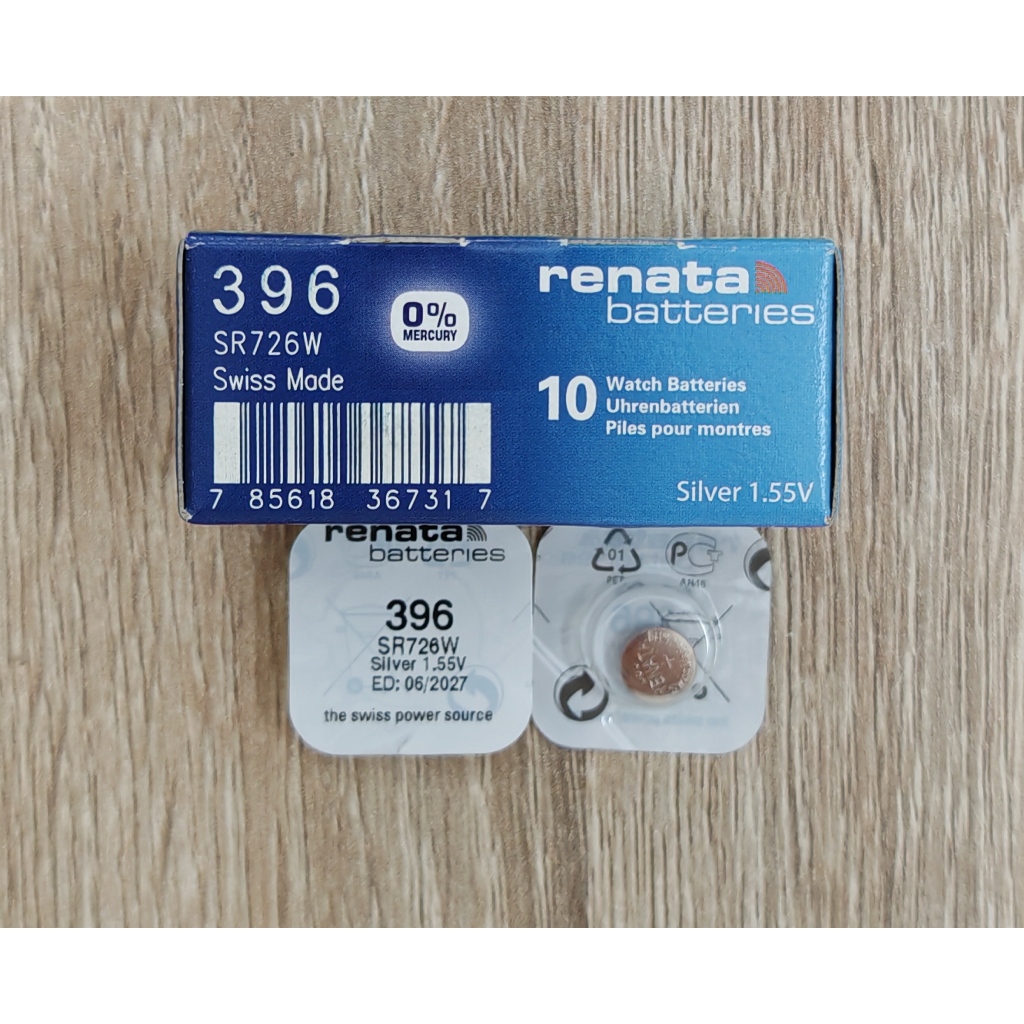 396
SR726W
Swiss Made
0%
MERCURY
7 85618 36731 7
renata
batteries
10 Watch Batteries
Uhrenbatterien
Piles pour montres
Silver 1.55V
renata
batteries
396
SR726W
Silver 1.55V
ED: 06/2027
the swiss power source
01
PET